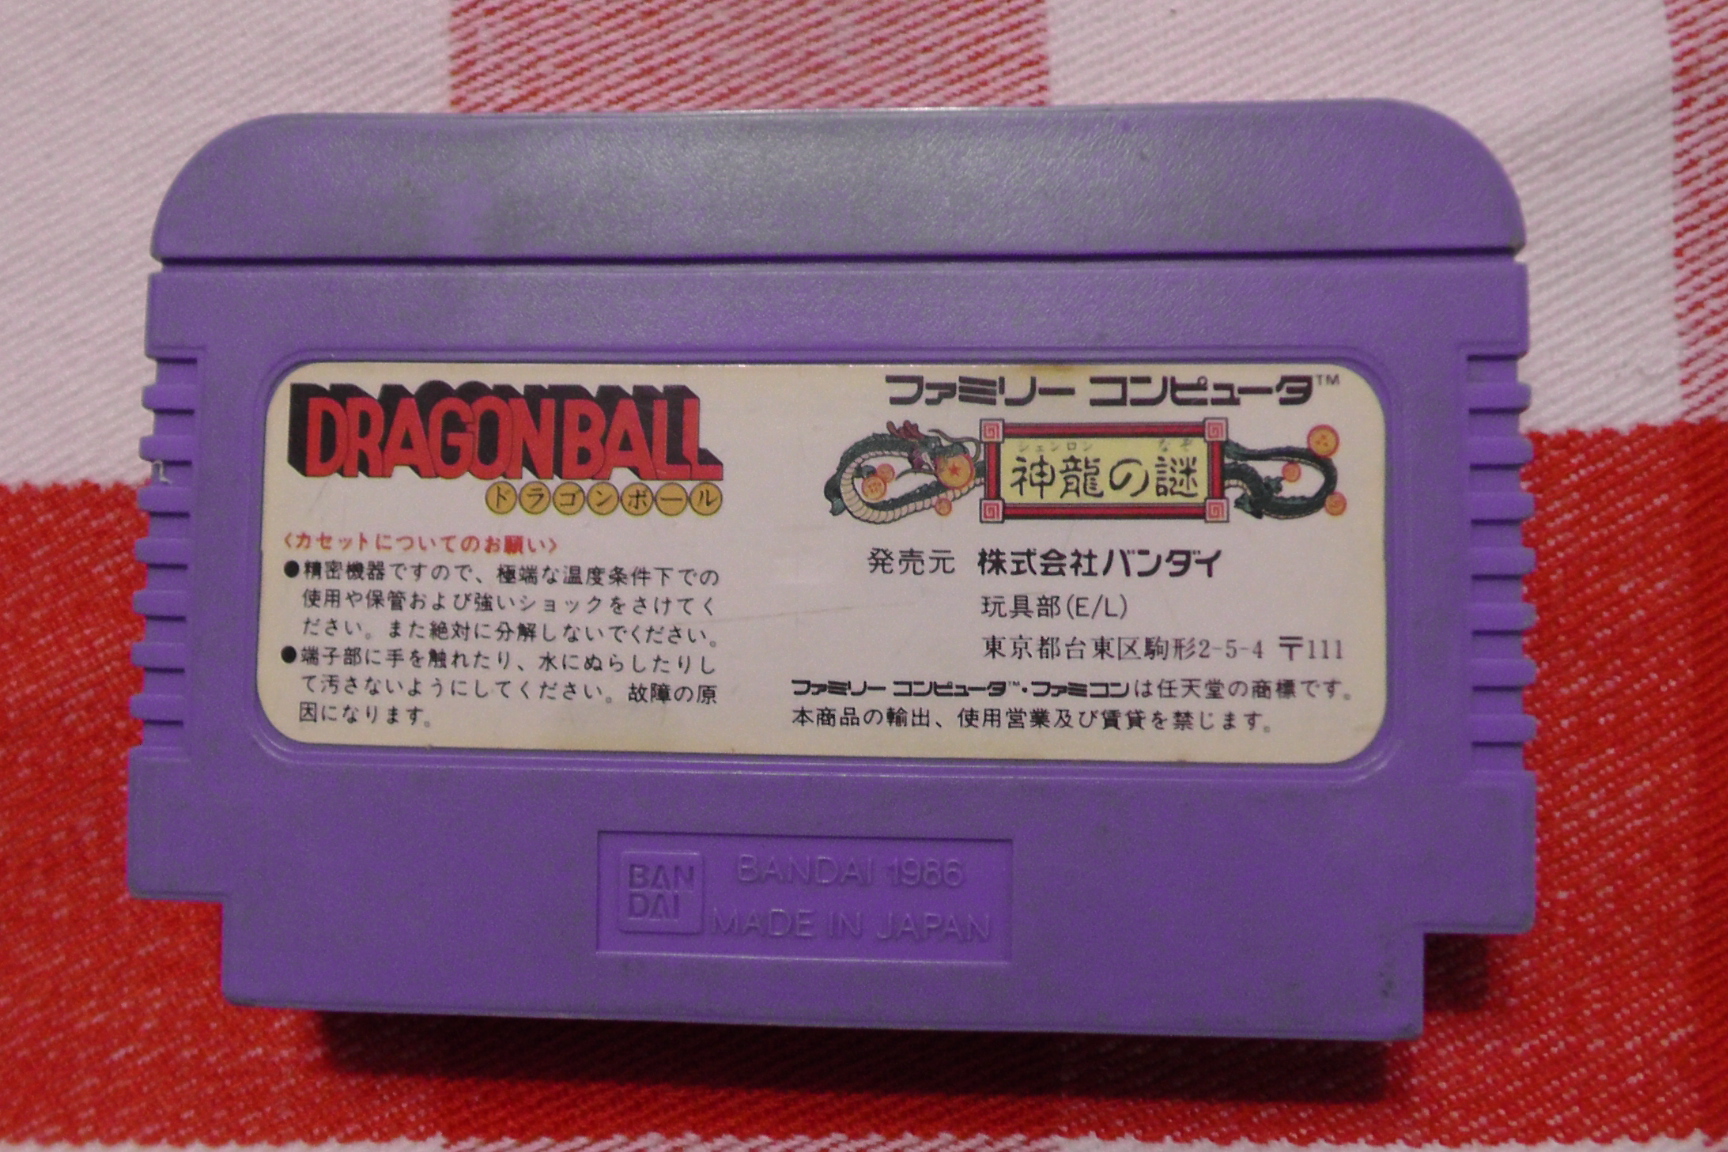 DRAGON BALL
ドラゴンボール
〈カセットについてのお願い〉
●精密機器ですので、極端な温度条件下での
使用や保管および強いショックをさけてく
ださい。また絶対に分解しないでください。
●端子部に手を触れたり、水にぬらしたりし
て汚さないようにしてください。故障の原
因になります。
ファミリー コンピュータ™
シェンロン なぞ
神龍の謎
発売元 株式会社バンダイ
玩具部(E/L)
東京都台東区駒形2-5-4 〒111
ファミリー コンピュータ™・ファミコンは任天堂の商標です。
本商品の輸出、使用営業及び賃貸を禁じます。
BAN
DAI
BANDAI 1986
MADE IN JAPAN